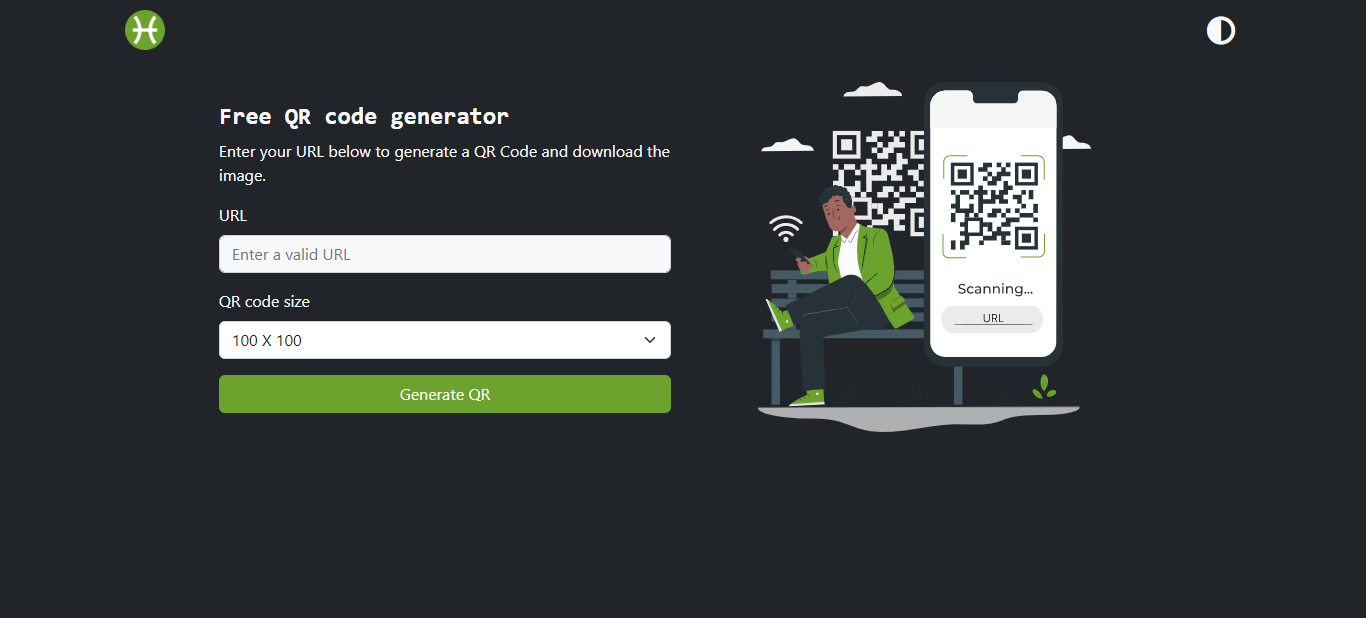 Free QR code generator
Enter your URL below to generate a QR Code and download the
image.
URL
Enter a valid URL
QR code size
100 X 100
Generate QR
Scanning...
URL